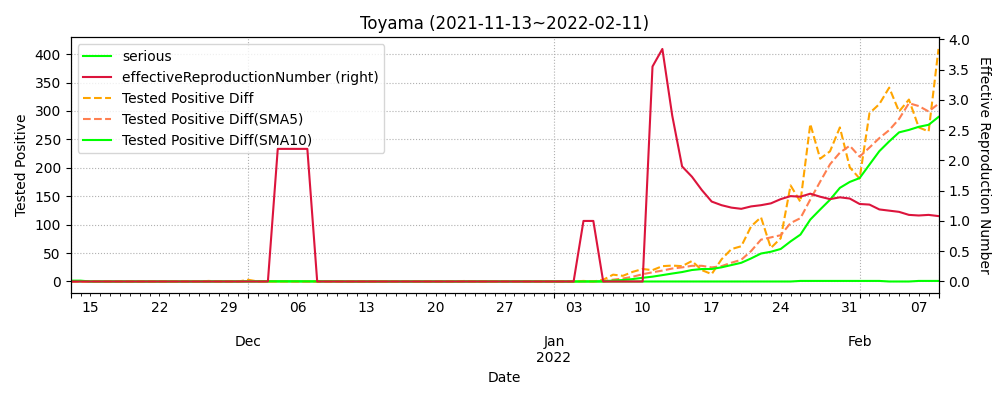 Toyama (2021-11-13~2022-02-11)
serious
effectiveReproductionNumber (right)
Tested Positive Diff
Tested Positive Diff(SMA5)
Tested Positive Diff(SMA10)
Tested Positive
400
350
300
250
200
150
100
50
0
Effective Reproduction Number
4.0
3.5
3.0
2.5
2.0
1.5
1.0
0.5
0.0
15 22 29 06 13 20 27 03 10 17 24 31 07
Dec Jan Feb
2022
Date